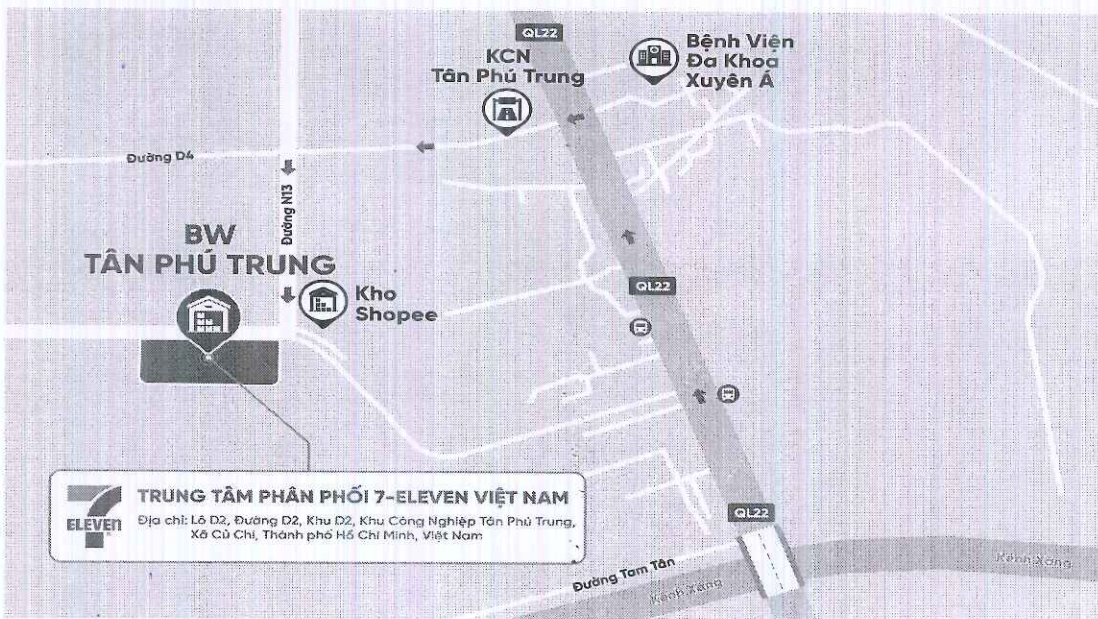 QL22
KCN
Tân Phú Trung
Bệnh Viện
Đa Khoa
Xuyên Á
Đường D4
Đường N13
BW
TÂN PHÚ TRUNG
Kho
Shopee
QL22
7
ELEVEN
TRUNG TÂM PHÂN PHỐI 7-ELEVEN VIỆT NAM
Địa chỉ: Lô D2, Đường D2, Khu D2, Khu Công Nghiệp Tân Phú Trung,
Xã Củ Chi, Thành phố Hồ Chí Minh, Việt Nam
QL22
Đường Tam Tân
Kênh Xáng
Kênh Xáng